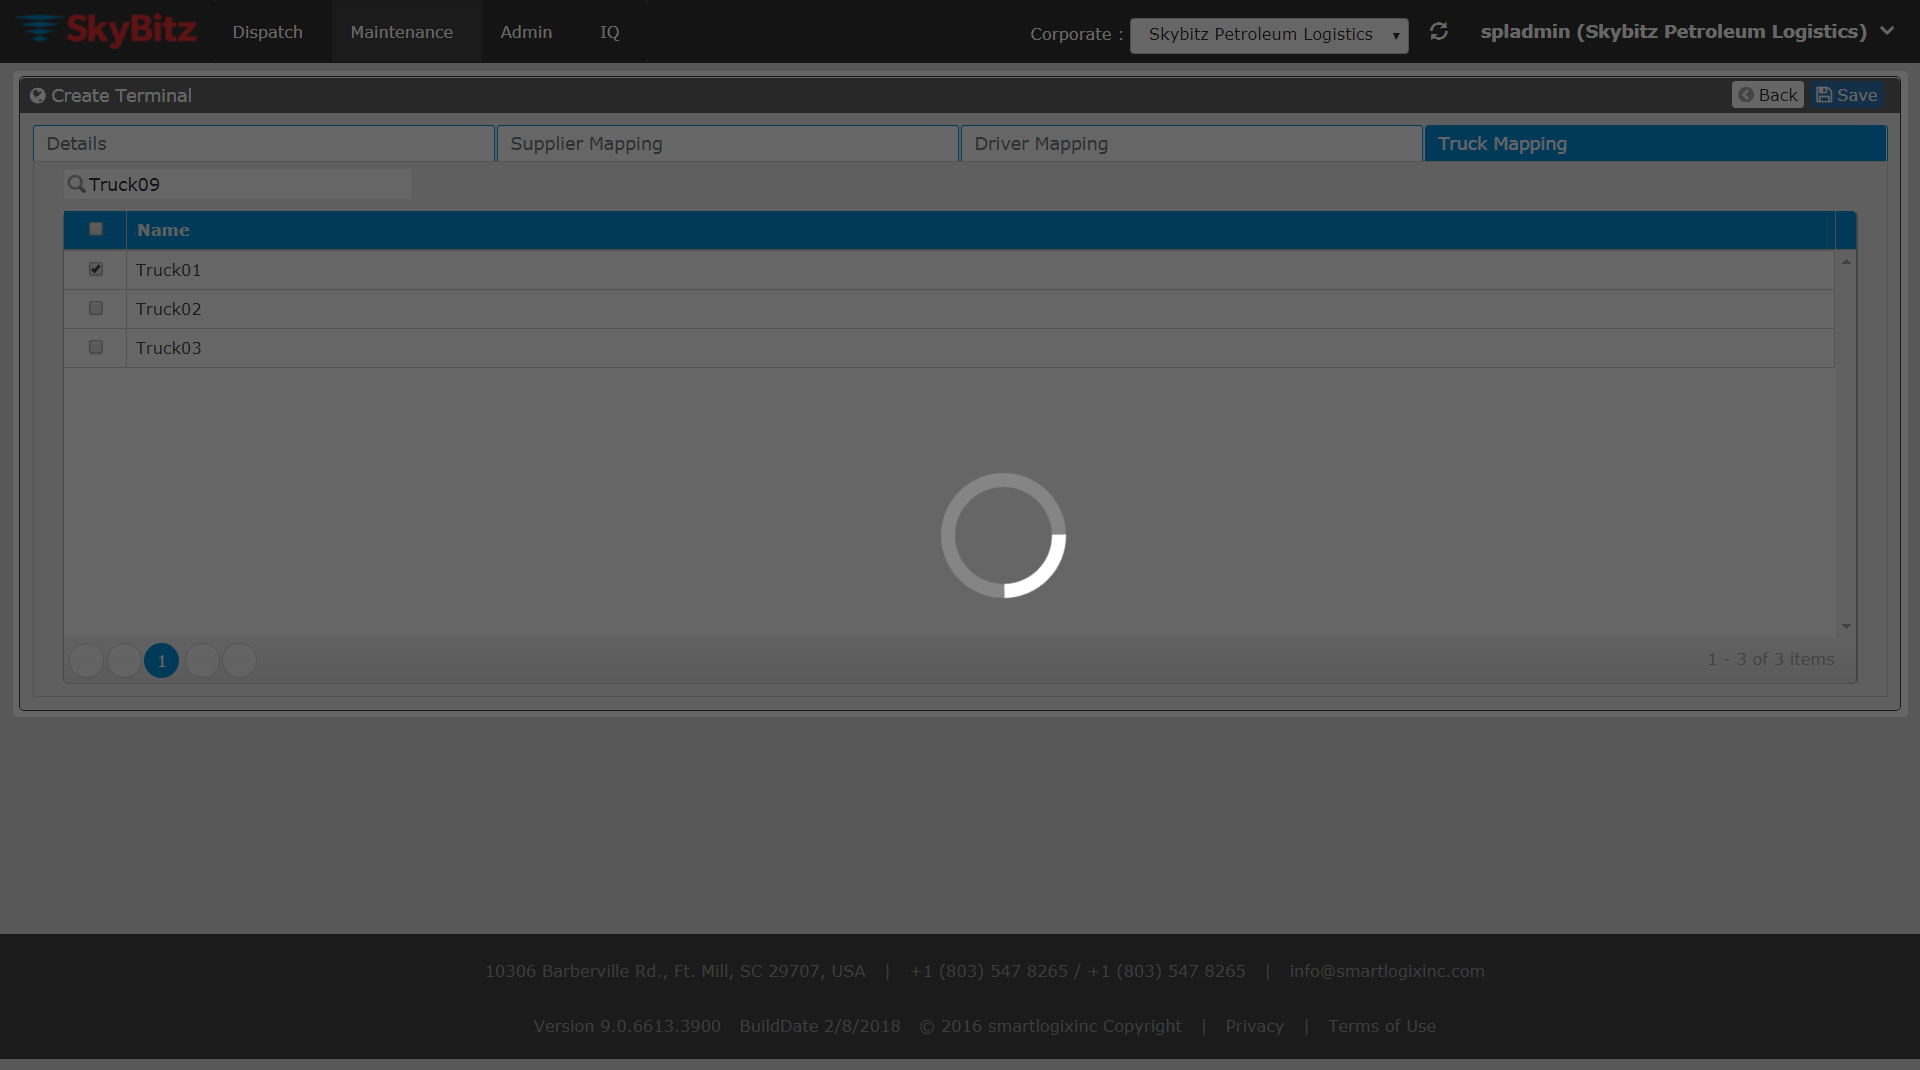 SkyBitz
Dispatch Maintenance Admin IQ Corporate : Skybitz Petroleum Logistics spladmin (Skybitz Petroleum Logistics)
Create Terminal Back Save
Details Supplier Mapping Driver Mapping Truck Mapping
Truck09
Name
Truck01
Truck02
Truck03
1 1 - 3 of 3 items
10306 Barberville Rd., Ft. Mill, SC 29707, USA | +1 (803) 547 8265 / +1 (803) 547 8265 | info@smartlogixinc.com
Version 9.0.6613.3900 BuildDate 2/8/2018 © 2016 smartlogixinc Copyright | Privacy | Terms of Use